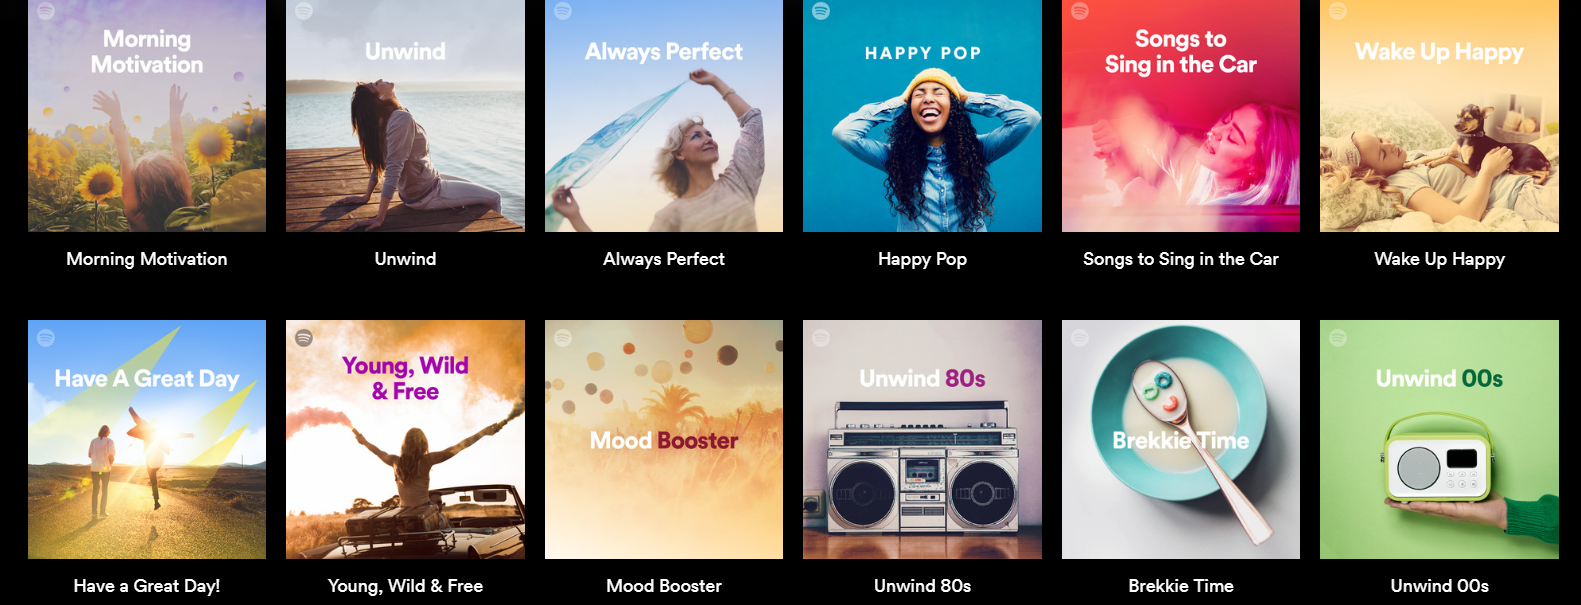 Morning
Motivation
Unwind
Always Perfect
HAPPY POP
Songs to
Sing in the Car
Wake Up Happy
Morning Motivation
Unwind
Always Perfect
Happy Pop
Songs to Sing in the Car
Wake Up Happy
Have A Great Day
Young, Wild
& Free
Mood Booster
Unwind 80s
Brekkie Time
Unwind 00s
Have a Great Day!
Young, Wild & Free
Mood Booster
Unwind 80s
Brekkie Time
Unwind 00s